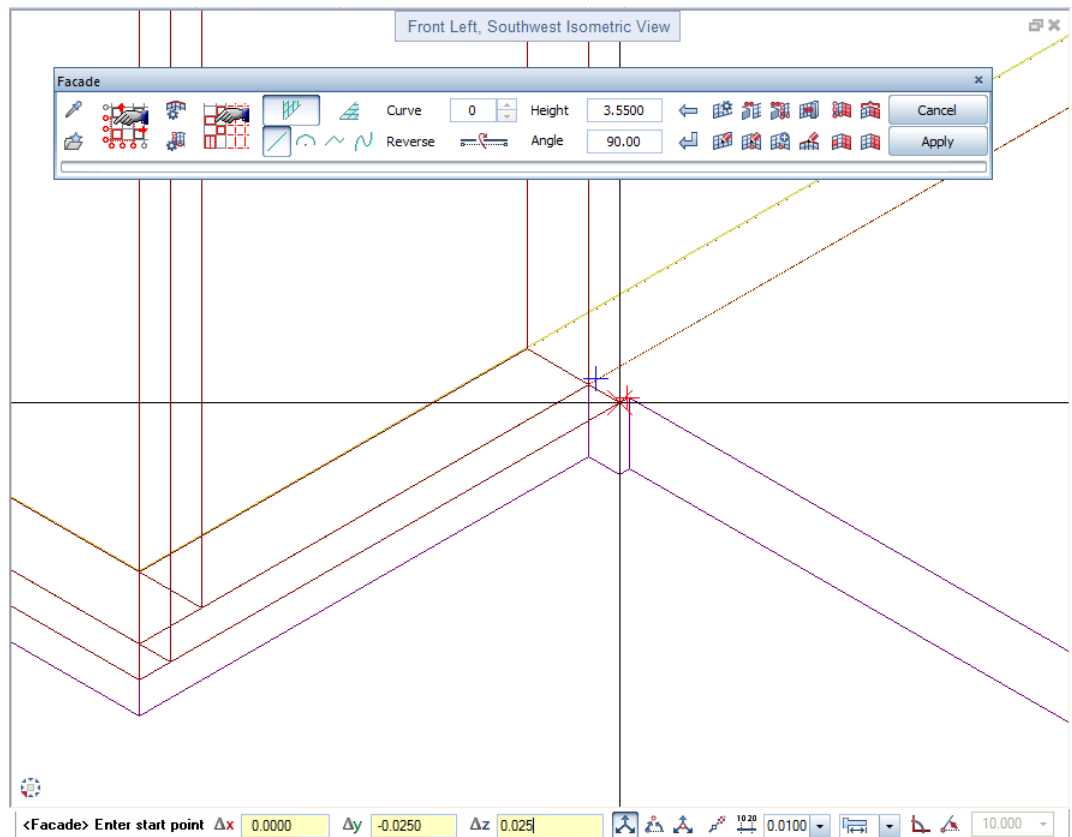 Front Left, Southwest Isometric View
Facade
Curve 0 Height 3.5500 Cancel
Reverse Angle 90.00 Apply
<Facade> Enter start point Δx 0.0000 Δy -0.0250 Δz 0.025 10 20 0.0100 10.000